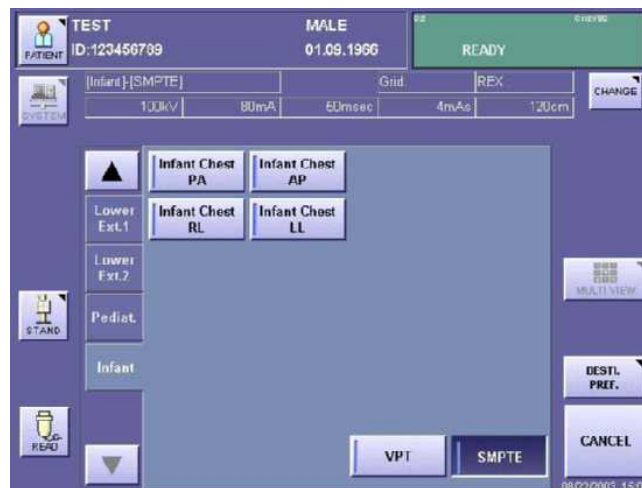 TEST
MALE
PATIENT
ID:123456789
01.09.1966
READY
SYSTEM
[Infant]-[SMPTE]
Grid
REX
CHANGE
100kV
80mA
60msec
4mAs
120cm
▲
Infant Chest
PA
Infant Chest
AP
Lower
Ext.1
Infant Chest
RL
Infant Chest
LL
Lower
Ext.2
MULTI VIEW
STAND
Pediat.
Infant
DESTI.
PREF.
READ
▼
VPT
SMPTE
CANCEL